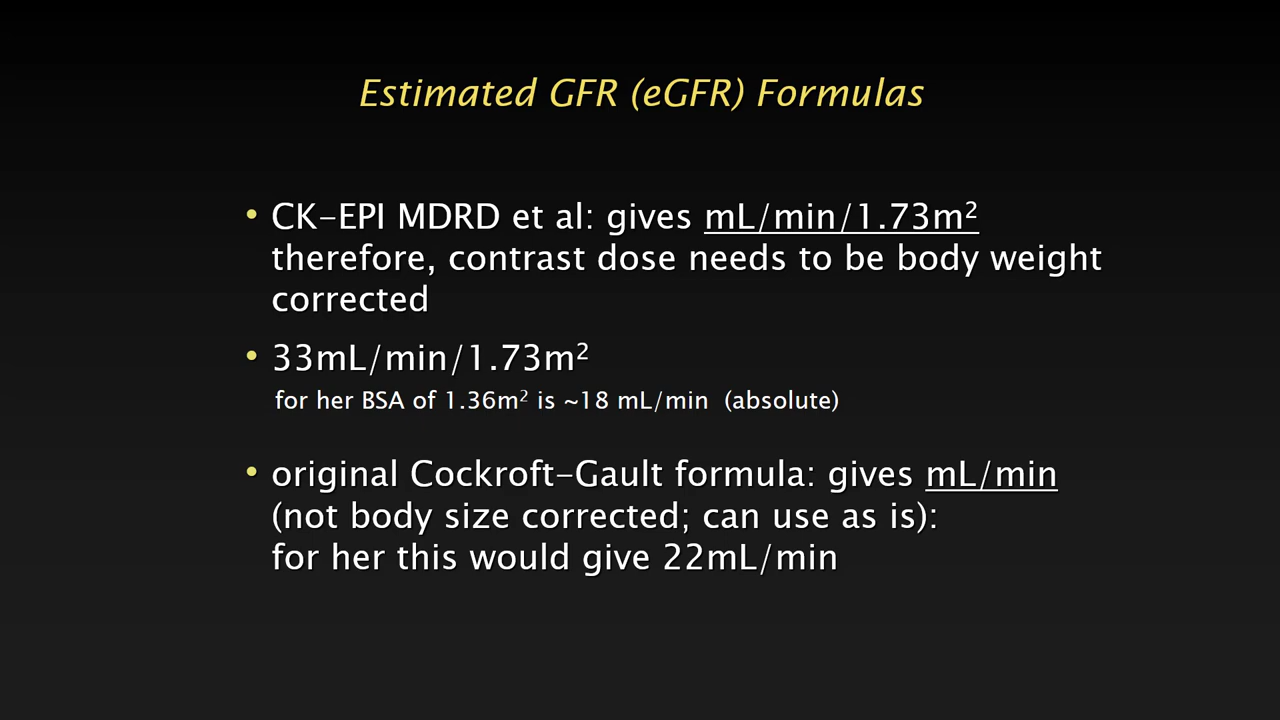 Estimated GFR (eGFR) Formulas
• CK-EPI MDRD et al: gives mL/min/1.73m²
therefore, contrast dose needs to be body weight
corrected
• 33mL/min/1.73m²
for her BSA of 1.36m² is ~18 mL/min (absolute)
• original Cockroft-Gault formula: gives mL/min
(not body size corrected; can use as is):
for her this would give 22mL/min